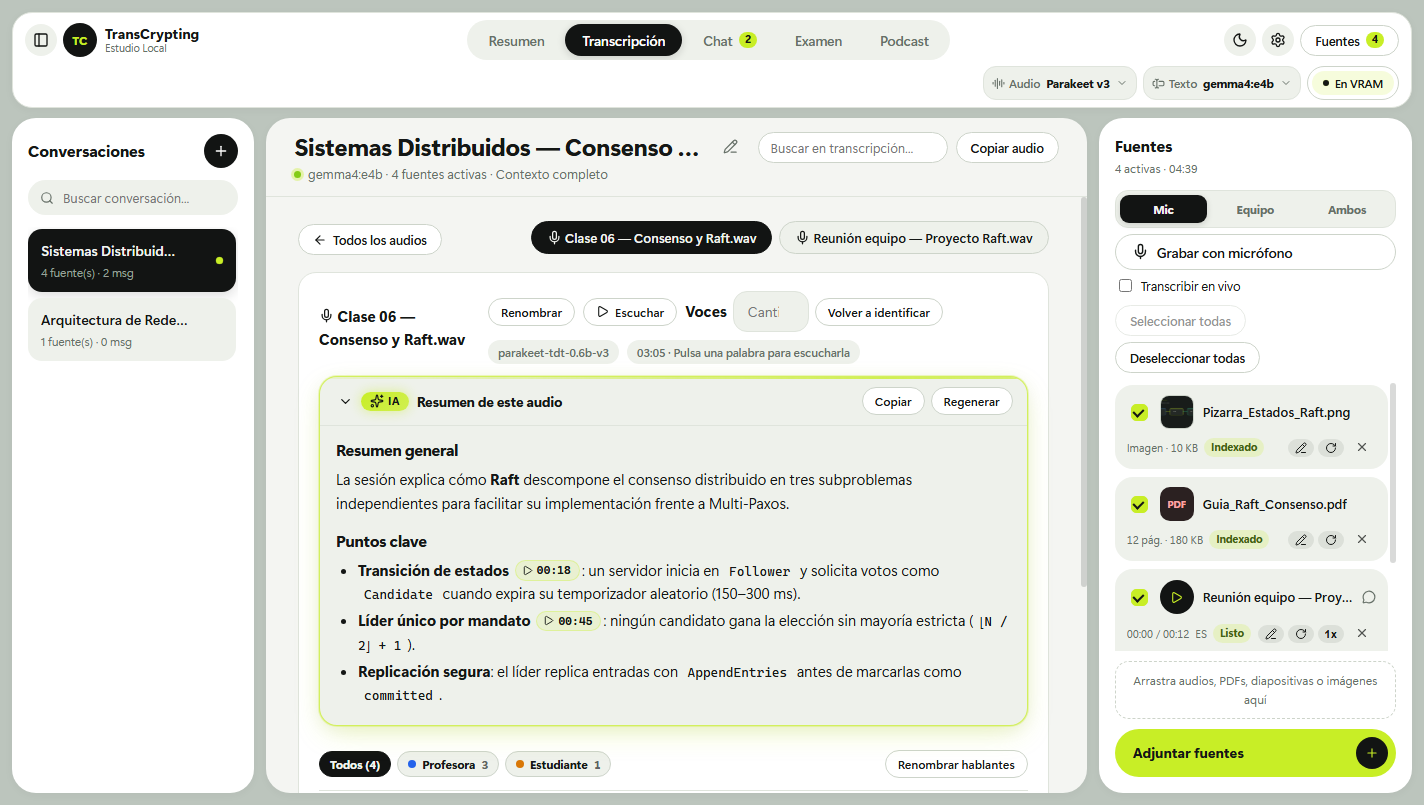 TC
TransCrypting
Estudio Local
Resumen
Transcripción
Chat 2
Examen
Podcast
Fuentes 4
Audio Parakeet v3
Texto gemma4:e4b
En VRAM
Conversaciones
Buscar conversación...
Sistemas Distribuid...
4 fuente(s) · 2 msg
Arquitectura de Rede...
1 fuente(s) · 0 msg
Sistemas Distribuidos — Consenso ...
Buscar en transcripción...
Copiar audio
gemma4:e4b · 4 fuentes activas · Contexto completo
Todos los audios
Clase 06 — Consenso y Raft.wav
Reunión equipo — Proyecto Raft.wav
Clase 06 —
Consenso y Raft.wav
Renombrar
Escuchar
Voces
Canti
Volver a identificar
parakeet-tdt-0.6b-v3
03:05 · Pulsa una palabra para escucharla
IA
Resumen de este audio
Copiar
Regenerar
Resumen general
La sesión explica cómo Raft descompone el consenso distribuido en tres subproblemas
independientes para facilitar su implementación frente a Multi-Paxos.
Puntos clave
• Transición de estados 00:18 : un servidor inicia en Follower y solicita votos como
Candidate cuando expira su temporizador aleatorio (150–300 ms).
• Líder único por mandato 00:45 : ningún candidato gana la elección sin mayoría estricta ( ⌊N /
2⌋ + 1 ).
• Replicación segura: el líder replica entradas con AppendEntries antes de marcarlas como
committed .
Todos (4)
Profesora 3
Estudiante 1
Renombrar hablantes
Fuentes
4 activas · 04:39
Mic
Equipo
Ambos
Grabar con micrófono
Transcribir en vivo
Seleccionar todas
Deseleccionar todas
Pizarra_Estados_Raft.png
Imagen · 10 KB Indexado
PDF
Guia_Raft_Consenso.pdf
12 pág. · 180 KB Indexado
Reunión equipo — Proy...
00:00 / 00:12 ES Listo 1x
Arrastra audios, PDFs, diapositivas o imágenes
aquí
Adjuntar fuentes